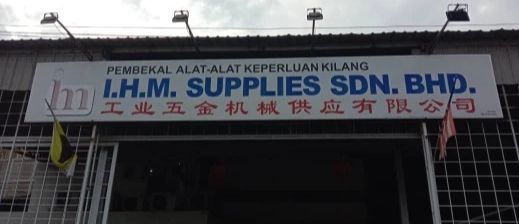 PEMBEKAL ALAT-ALAT KEPERLUAN KILANG
I.H.M. SUPPLIES SDN. BHD.
工业五金机械供应有限公司